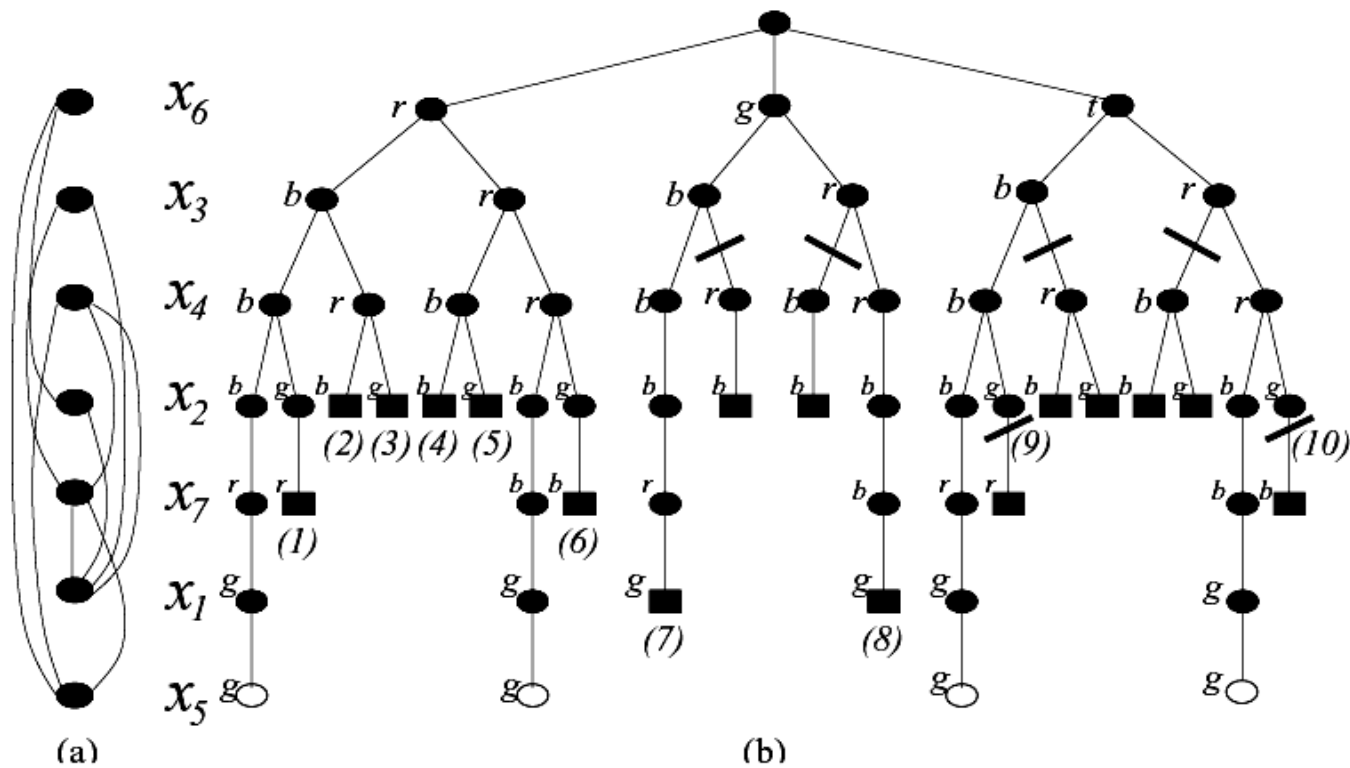 x6 r g t
x3 b r b r b r
x4 b r b r b r b r b r b r
x2 b g b g b g b g b b b b b g b g b g b g
(2) (3) (4) (5) (9) (10)
x7 r r b b r b r r b b
(1) (6)
x1 g g g g g g
(7) (8)
x5 g g g g
(a) (b)